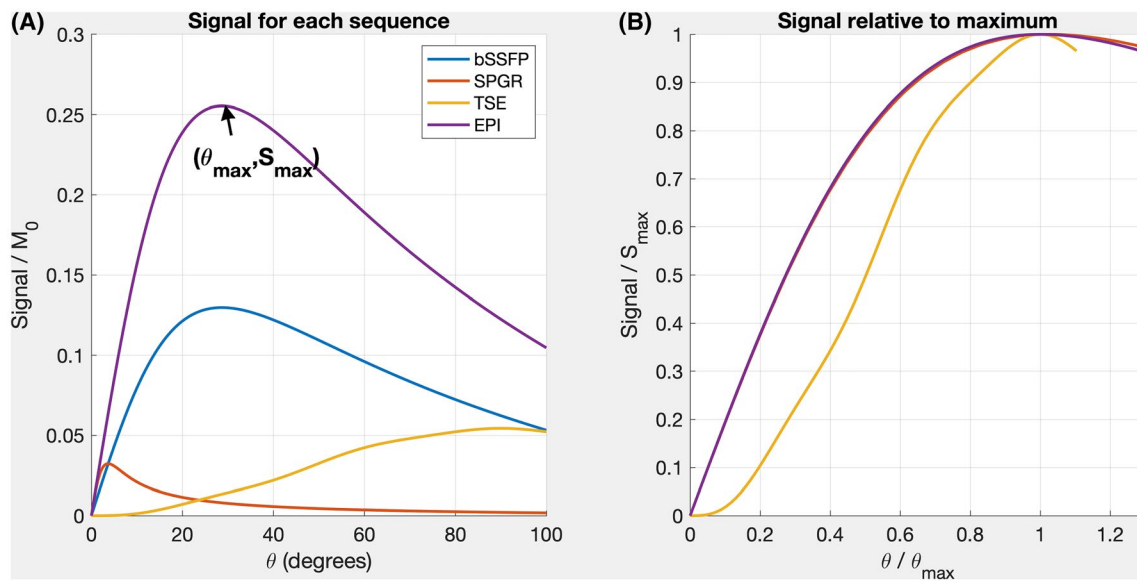 (A)
Signal for each sequence
0.3
0.25
0.2
0.15
0.1
0.05
0
Signal / M0
bSSFP
SPGR
TSE
EPI
(θmax,Smax)
0 20 40 60 80 100
θ (degrees)
(B)
Signal relative to maximum
1
0.9
0.8
0.7
0.6
0.5
0.4
0.3
0.2
0.1
0
Signal / Smax
0 0.2 0.4 0.6 0.8 1 1.2
θ / θmax